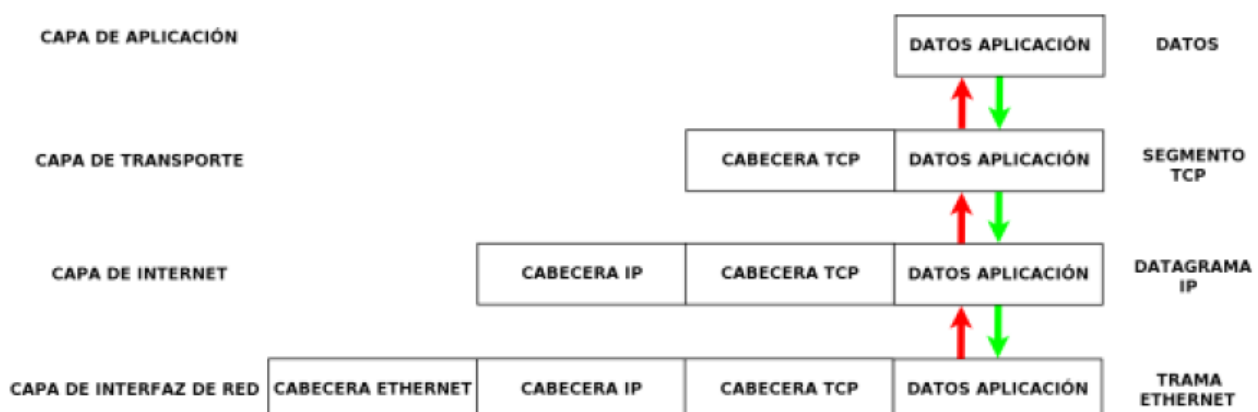 CAPA DE APLICACIÓN
DATOS APLICACIÓN
DATOS
CAPA DE TRANSPORTE
CABECERA TCP
DATOS APLICACIÓN
SEGMENTO
TCP
CAPA DE INTERNET
CABECERA IP
CABECERA TCP
DATOS APLICACIÓN
DATAGRAMA
IP
CAPA DE INTERFAZ DE RED
CABECERA ETHERNET
CABECERA IP
CABECERA TCP
DATOS APLICACIÓN
TRAMA
ETHERNET